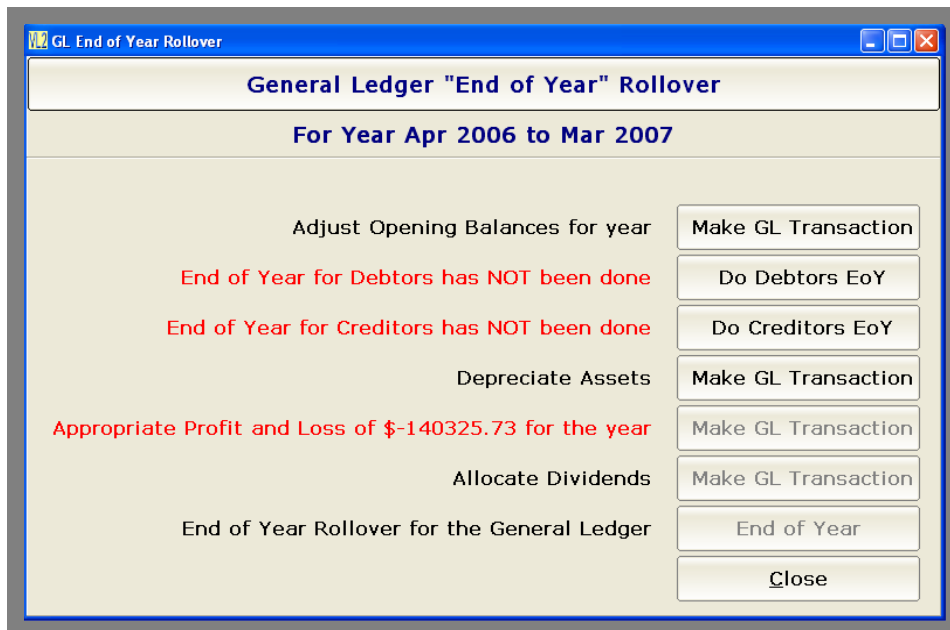 VL2 GL End of Year Rollover
General Ledger "End of Year" Rollover
For Year Apr 2006 to Mar 2007
Adjust Opening Balances for year Make GL Transaction
End of Year for Debtors has NOT been done Do Debtors EoY
End of Year for Creditors has NOT been done Do Creditors EoY
Depreciate Assets Make GL Transaction
Appropriate Profit and Loss of $-140325.73 for the year Make GL Transaction
Allocate Dividends Make GL Transaction
End of Year Rollover for the General Ledger End of Year
Close